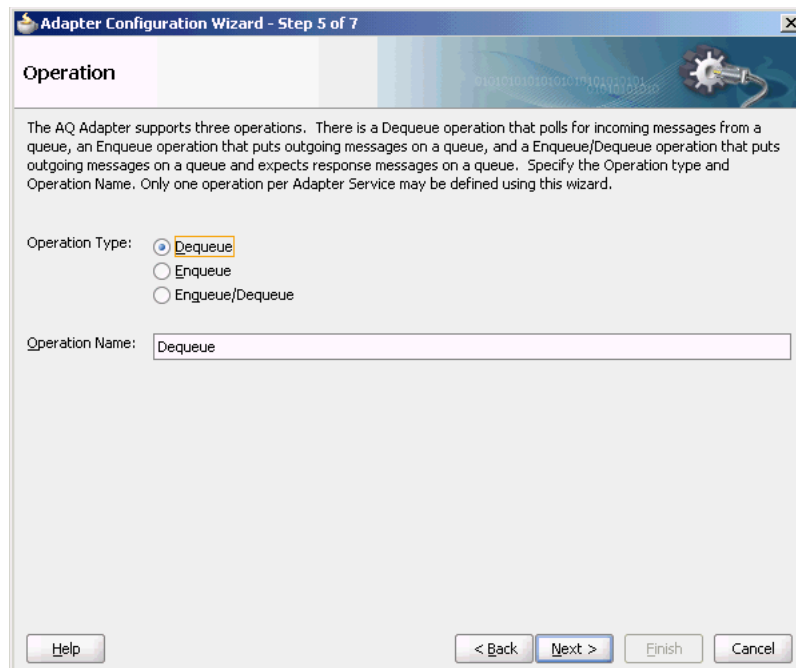 Adapter Configuration Wizard - Step 5 of 7
Operation
The AQ Adapter supports three operations. There is a Dequeue operation that polls for incoming messages from a
queue, an Enqueue operation that puts outgoing messages on a queue, and a Enqueue/Dequeue operation that puts
outgoing messages on a queue and expects response messages on a queue. Specify the Operation type and
Operation Name. Only one operation per Adapter Service may be defined using this wizard.
Operation Type:
Dequeue
Enqueue
Enqueue/Dequeue
Operation Name:
Dequeue
Help
< Back
Next >
Finish
Cancel